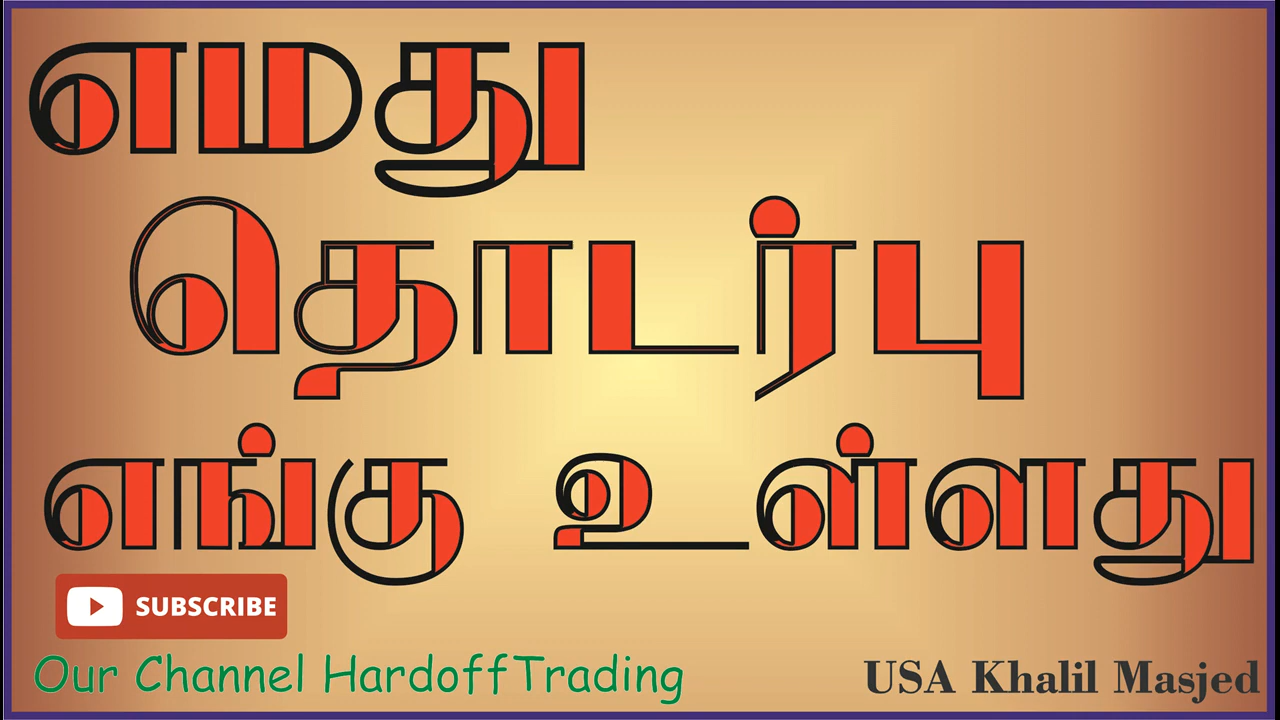 எமது
தொடர்பு
எங்கு உள்ளது
SUBSCRIBE
Our Channel HardoffTrading
USA Khalil Masjed